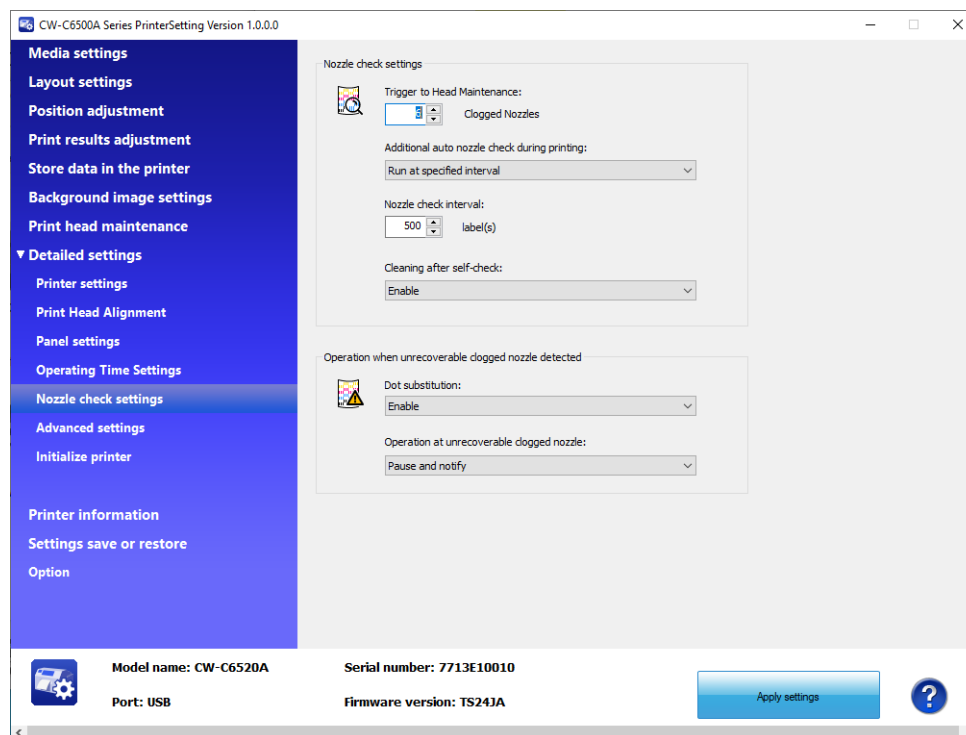 CW-C6500A Series PrinterSetting Version 1.0.0.0
Media settings
Layout settings
Position adjustment
Print results adjustment
Store data in the printer
Background image settings
Print head maintenance
Detailed settings
Printer settings
Print Head Alignment
Panel settings
Operating Time Settings
Nozzle check settings
Advanced settings
Initialize printer
Printer information
Settings save or restore
Option
Nozzle check settings
Trigger to Head Maintenance:
Clogged Nozzles
Additional auto nozzle check during printing:
Run at specified interval
Nozzle check interval:
500 label(s)
Cleaning after self-check:
Enable
Operation when unrecoverable clogged nozzle detected
Dot substitution:
Enable
Operation at unrecoverable clogged nozzle:
Pause and notify
Model name: CW-C6520A
Serial number: 7713E10010
Port: USB
Firmware version: TS24JA
Apply settings
?